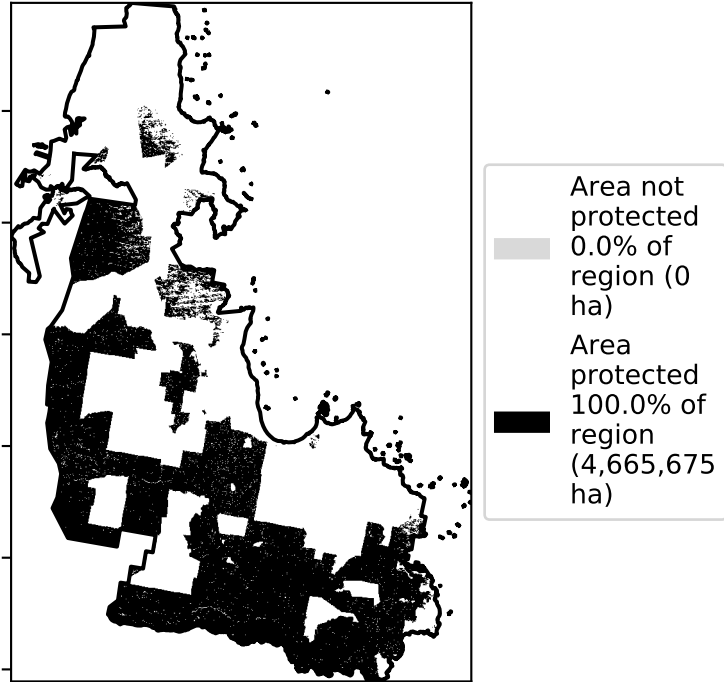 Area not
protected
0.0% of
region (0
ha)
Area
protected
100.0% of
region
(4,665,675
ha)